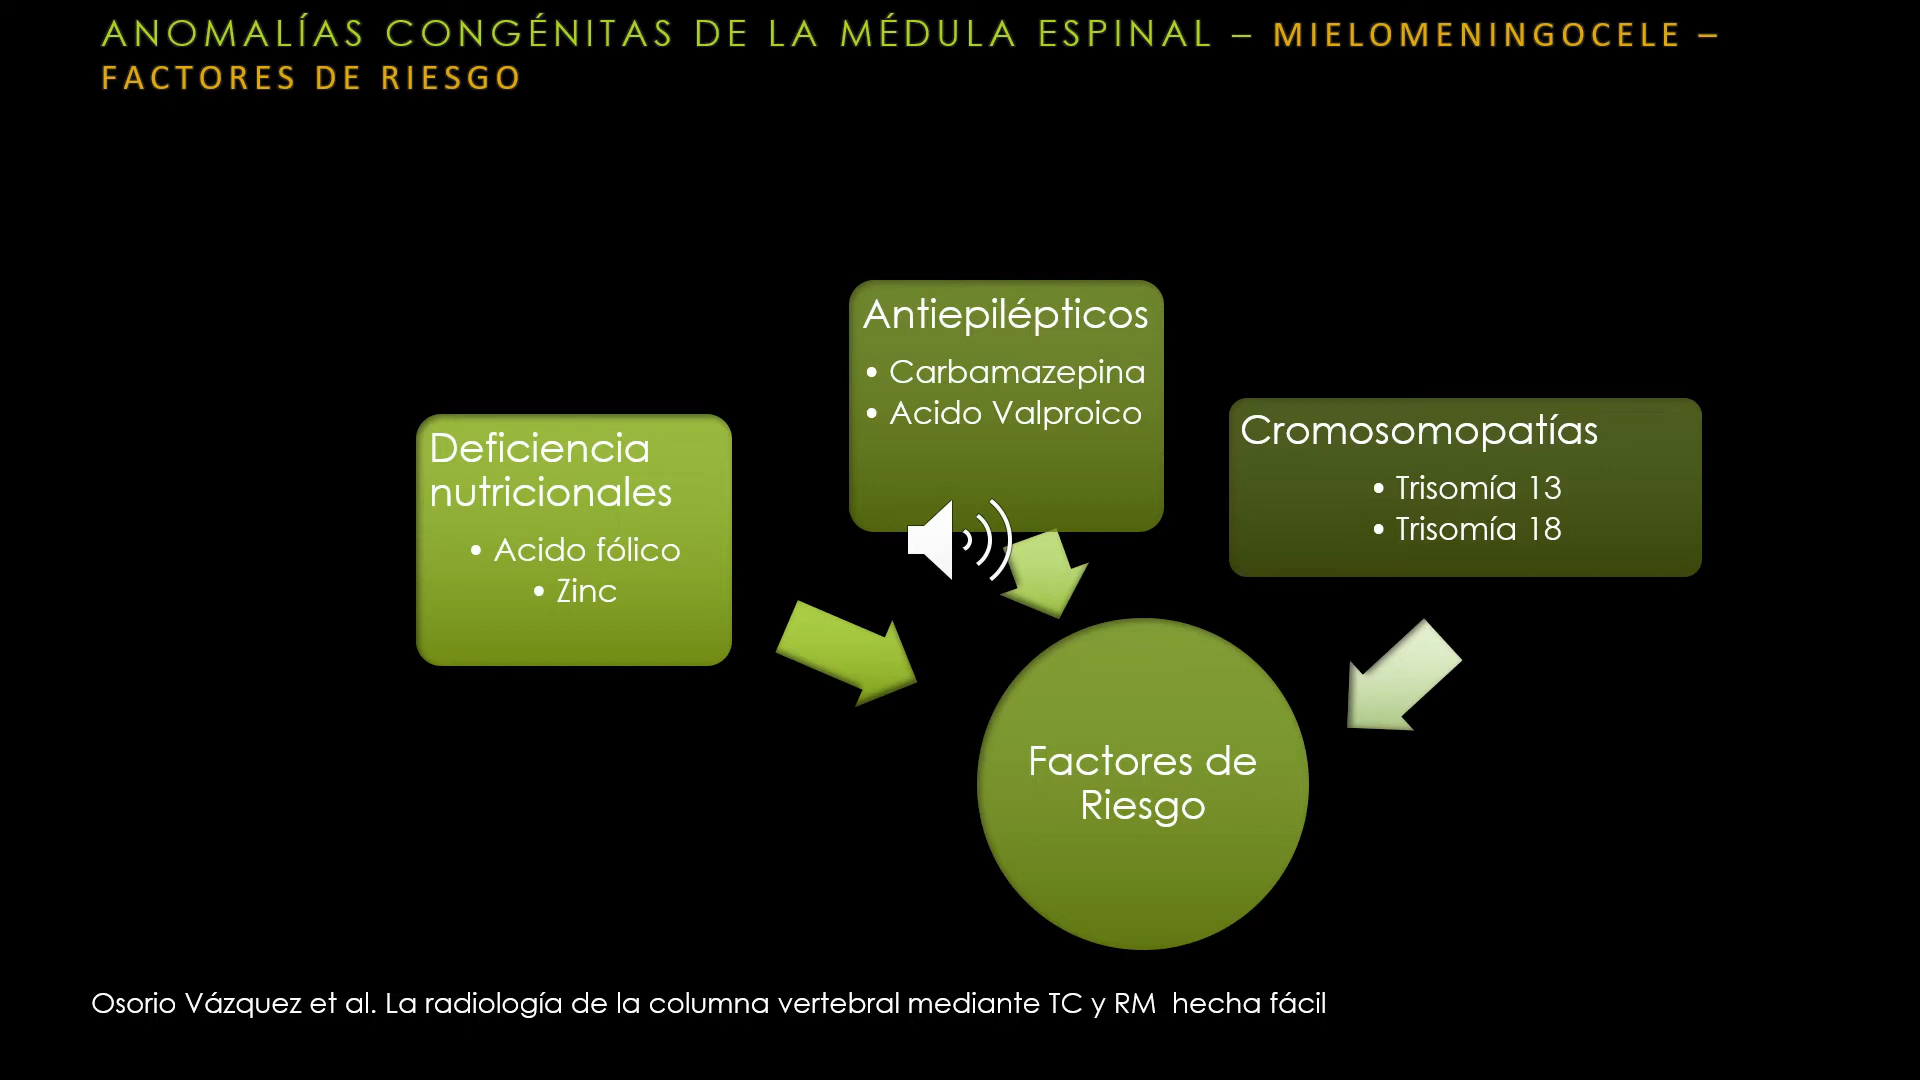 ANOMALÍAS CONGÉNITAS DE LA MÉDULA ESPINAL – MIELOMENINGOCELE –
FACTORES DE RIESGO
Deficiencia
nutricionales
• Acido fólico
• Zinc
Antiepilépticos
• Carbamazepina
• Acido Valproico
Cromosomopatías
• Trisomía 13
• Trisomía 18
Factores de
Riesgo
Osorio Vázquez et al. La radiología de la columna vertebral mediante TC y RM  hecha fácil